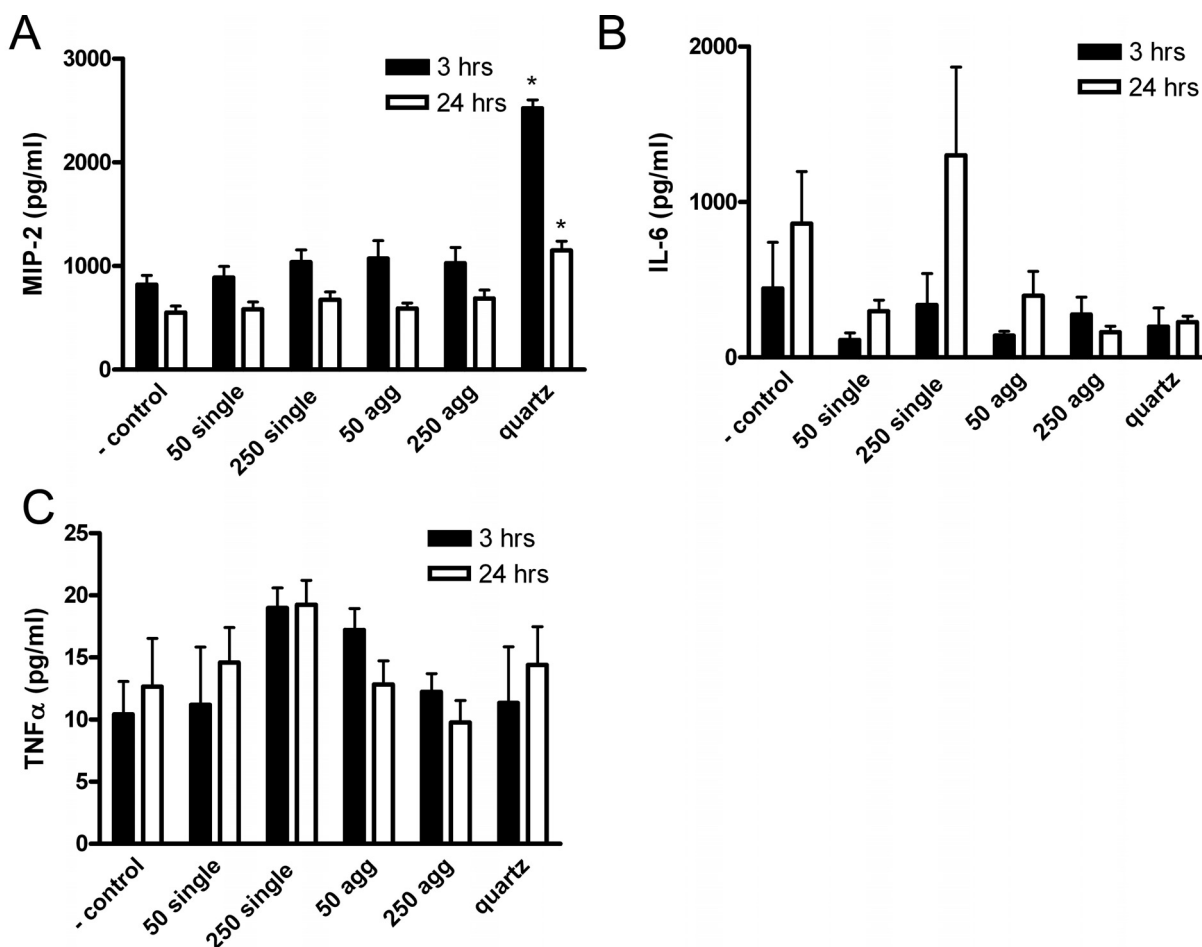 A
MIP-2 (pg/ml)
3000
2000
1000
0
3 hrs
24 hrs
*
*
- control
50 single
250 single
50 agg
250 agg
quartz
B
IL-6 (pg/ml)
2000
1000
0
3 hrs
24 hrs
- control
50 single
250 single
50 agg
250 agg
quartz
C
TNFα (pg/ml)
25
20
15
10
5
0
3 hrs
24 hrs
- control
50 single
250 single
50 agg
250 agg
quartz